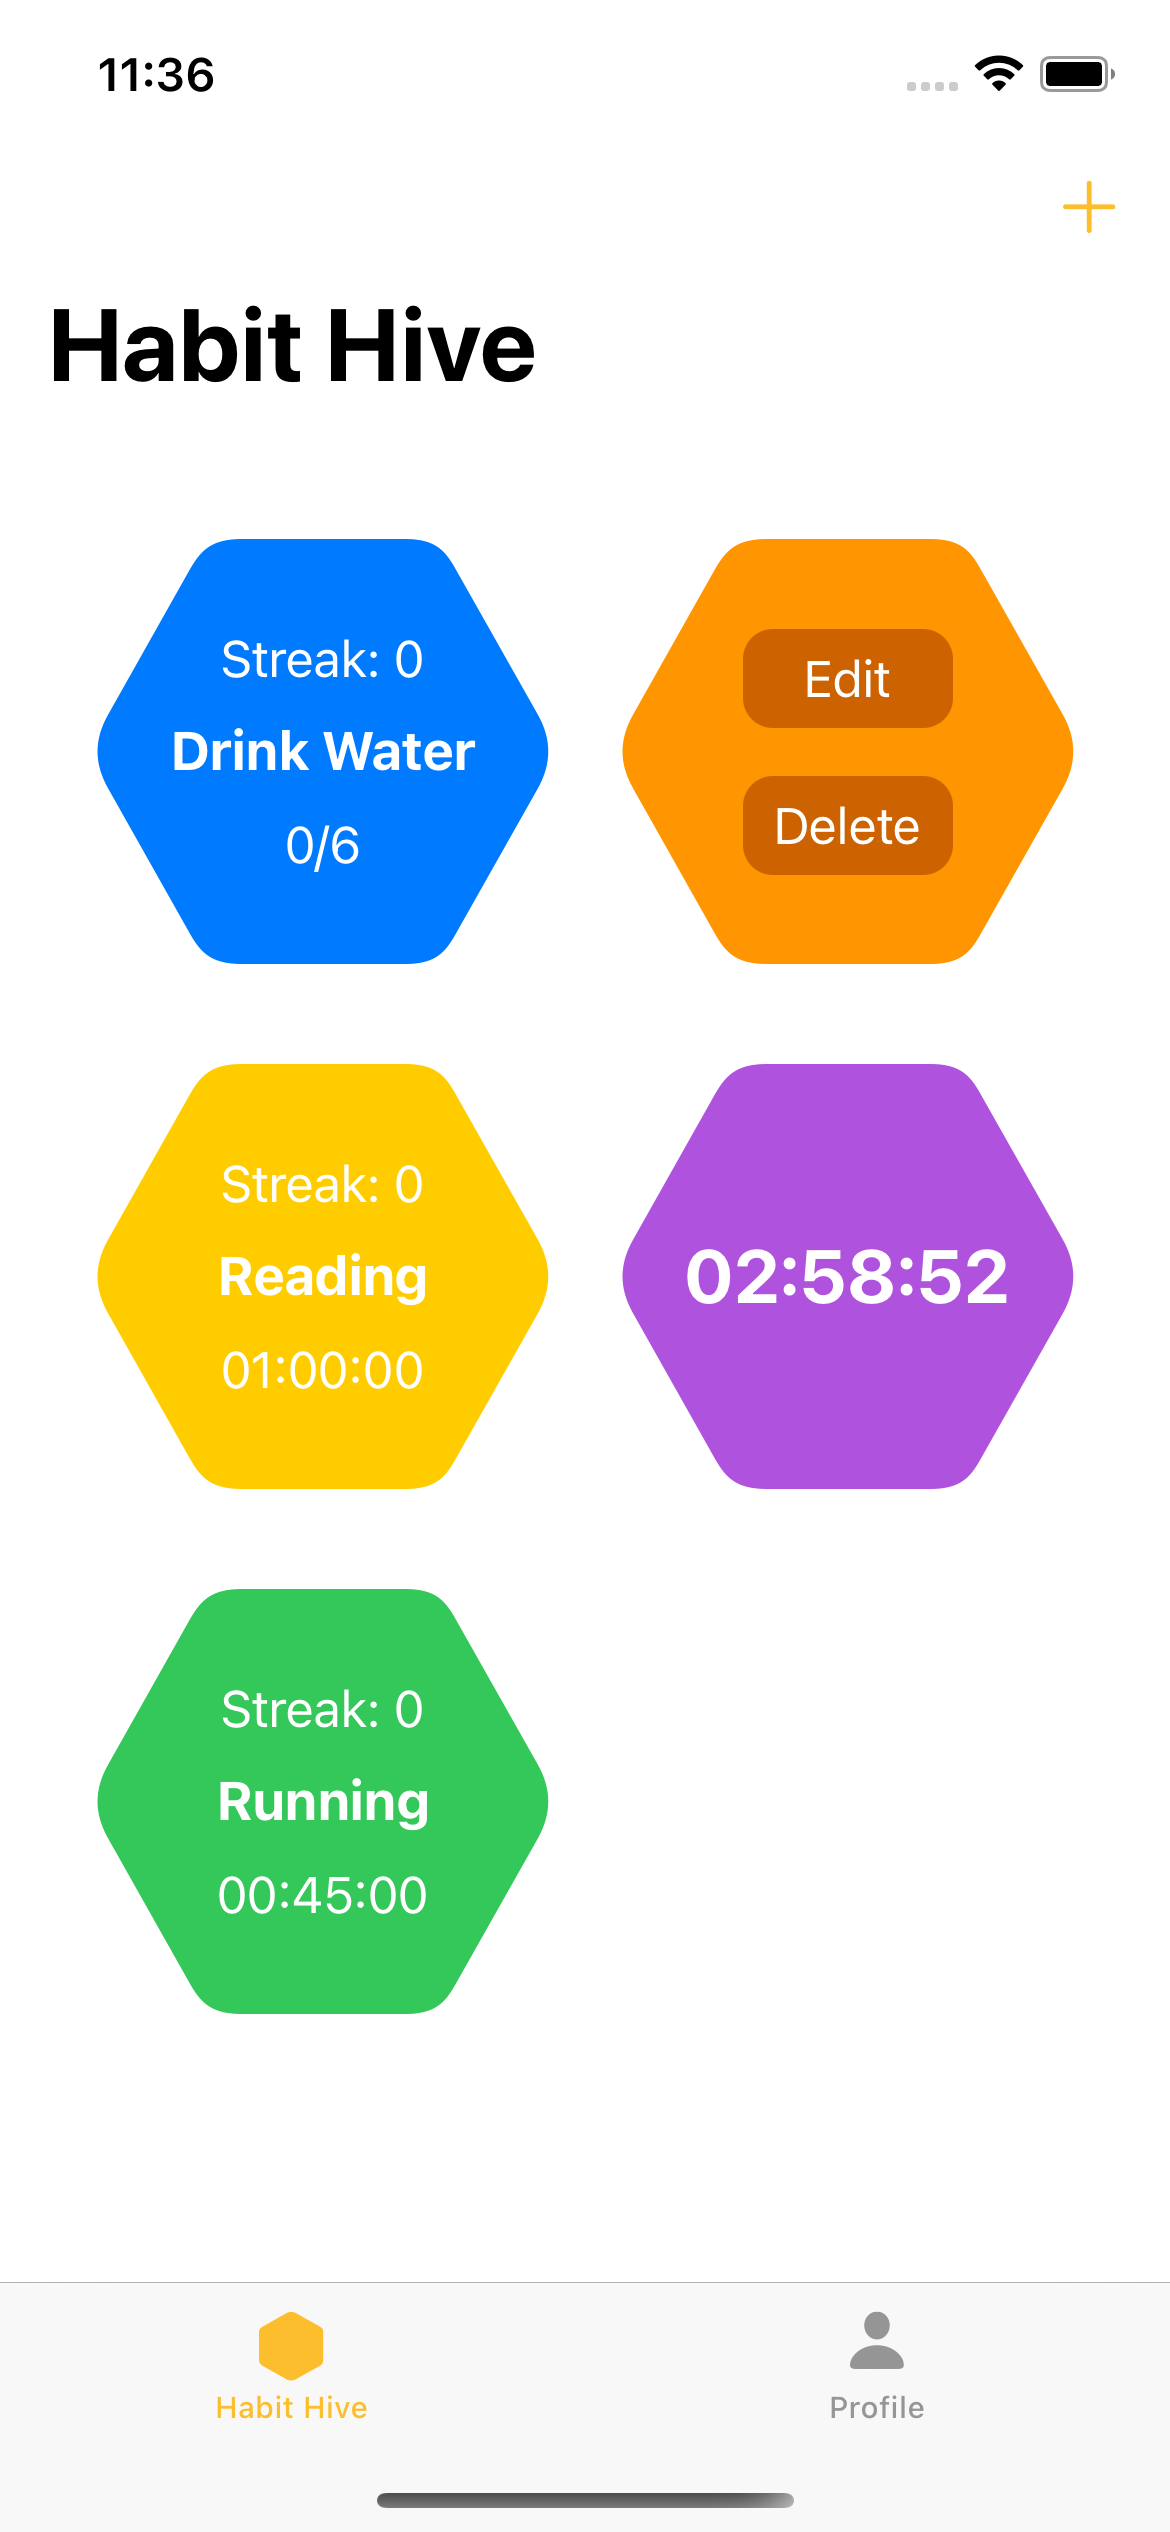 11:36
Habit Hive
Streak: 0
Drink Water
0/6
Edit
Delete
Streak: 0
Reading
01:00:00
02:58:52
Streak: 0
Running
00:45:00
Habit Hive
Profile